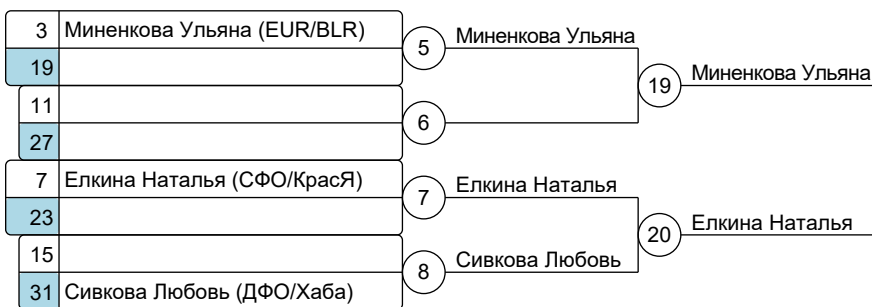 3 Миненкова Ульяна (EUR/BLR)
5 Миненкова Ульяна
19
19 Миненкова Ульяна
11
6
27
7 Елкина Наталья (СФО/КрасЯ)
7 Елкина Наталья
23
20 Елкина Наталья
15
8 Сивкова Любовь
31 Сивкова Любовь (ДФО/Хаба)